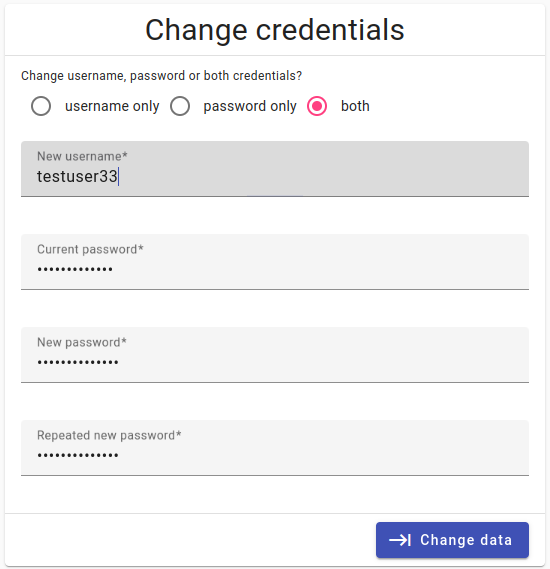 Change credentials
Change username, password or both credentials?
username only password only both
New username*
testuser33
Current password*
•••••••••••••
New password*
••••••••••••••
Repeated new password*
••••••••••••••
Change data